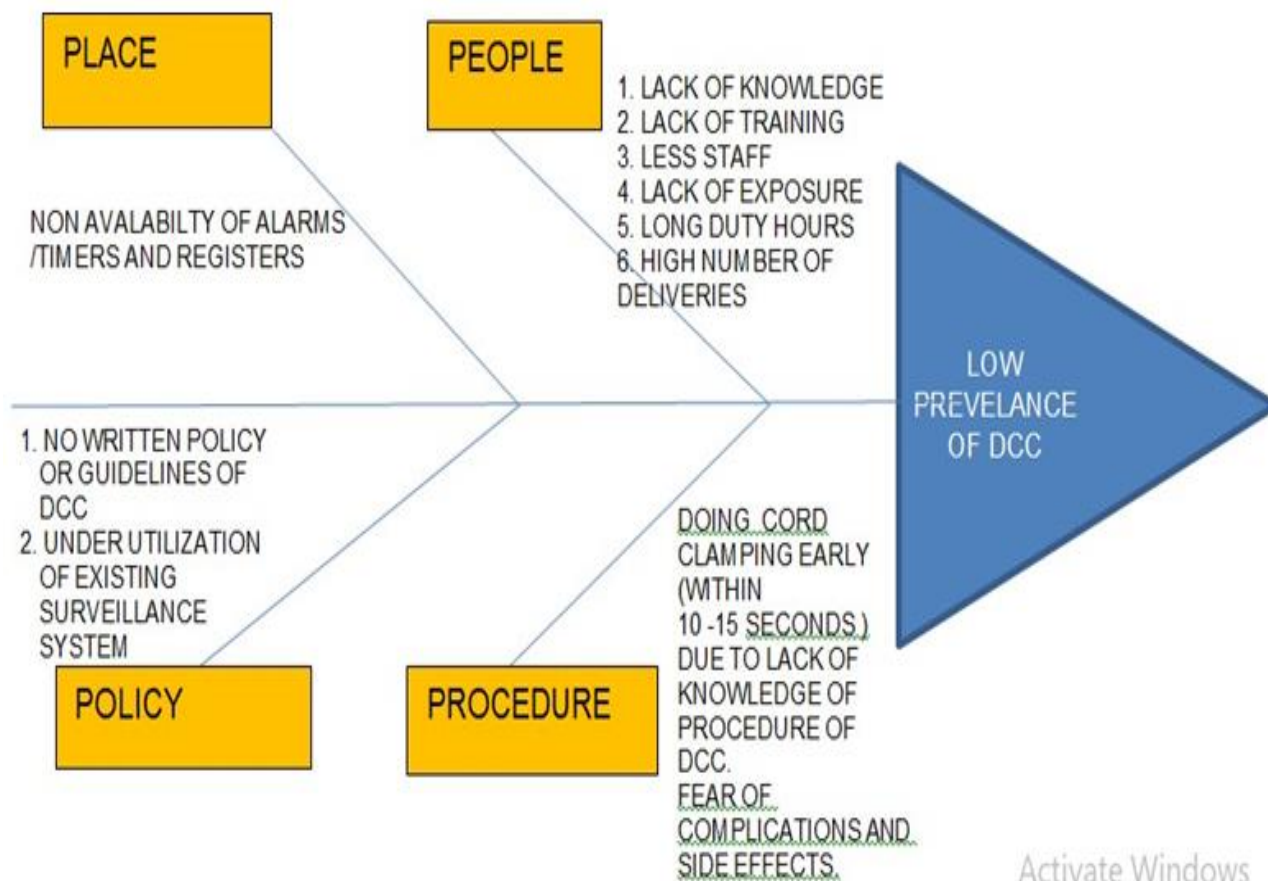 PLACE
NON AVALABILTY OF ALARMS
/TIMERS AND REGISTERS
PEOPLE
1. LACK OF KNOWLEDGE
2. LACK OF TRAINING
3. LESS STAFF
4. LACK OF EXPOSURE
5. LONG DUTY HOURS
6. HIGH NUMBER OF
DELIVERIES
LOW
PREVELANCE
OF DCC
1. NO WRITTEN POLICY
OR GUIDELINES OF
DCC
2. UNDER UTILIZATION
OF EXISTING
SURVEILLANCE
SYSTEM
POLICY
PROCEDURE
DOING CORD
CLAMPING EARLY
(WITHIN
10 -15 SECONDS )
DUE TO LACK OF
KNOWLEDGE OF
PROCEDURE OF
DCC.
FEAR OF
COMPLICATIONS AND
SIDE EFFECTS.
Activate Windows